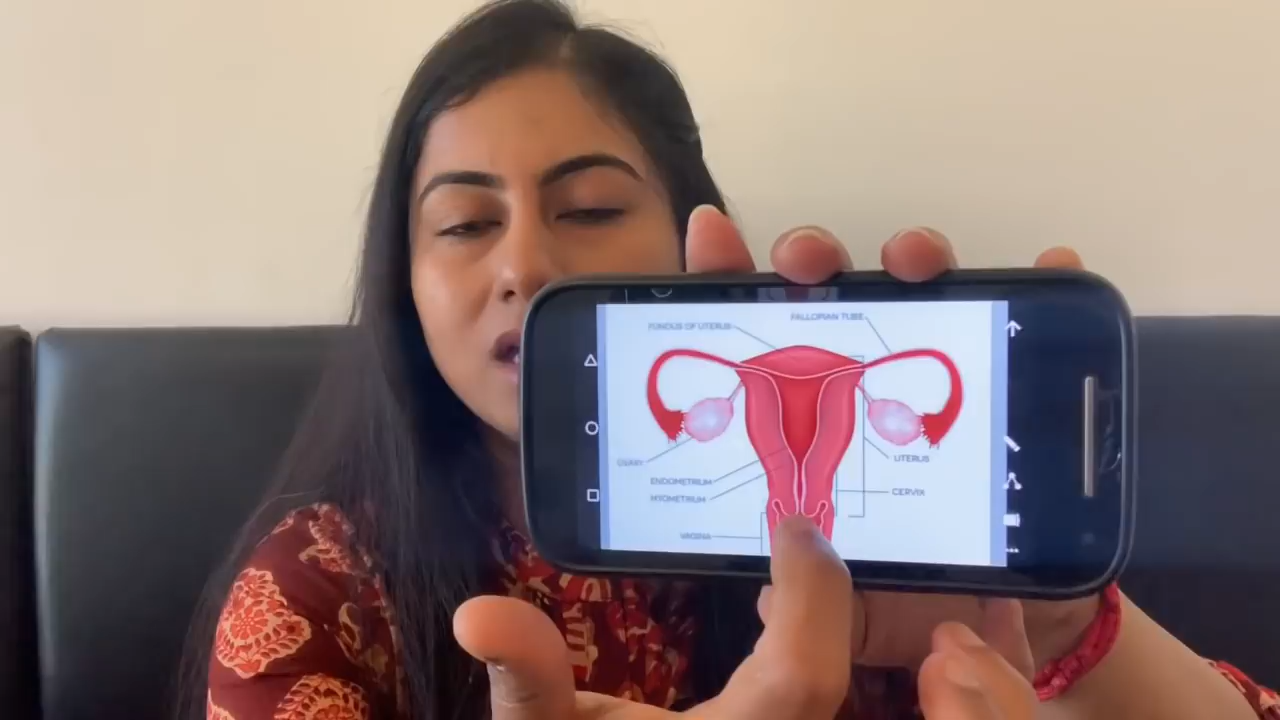 FUNDUS OF UTERUS
FALLOPIAN TUBE
OVARY
UTERUS
ENDOMETRIUM
CERVIX
MYOMETRIUM
VAGINA